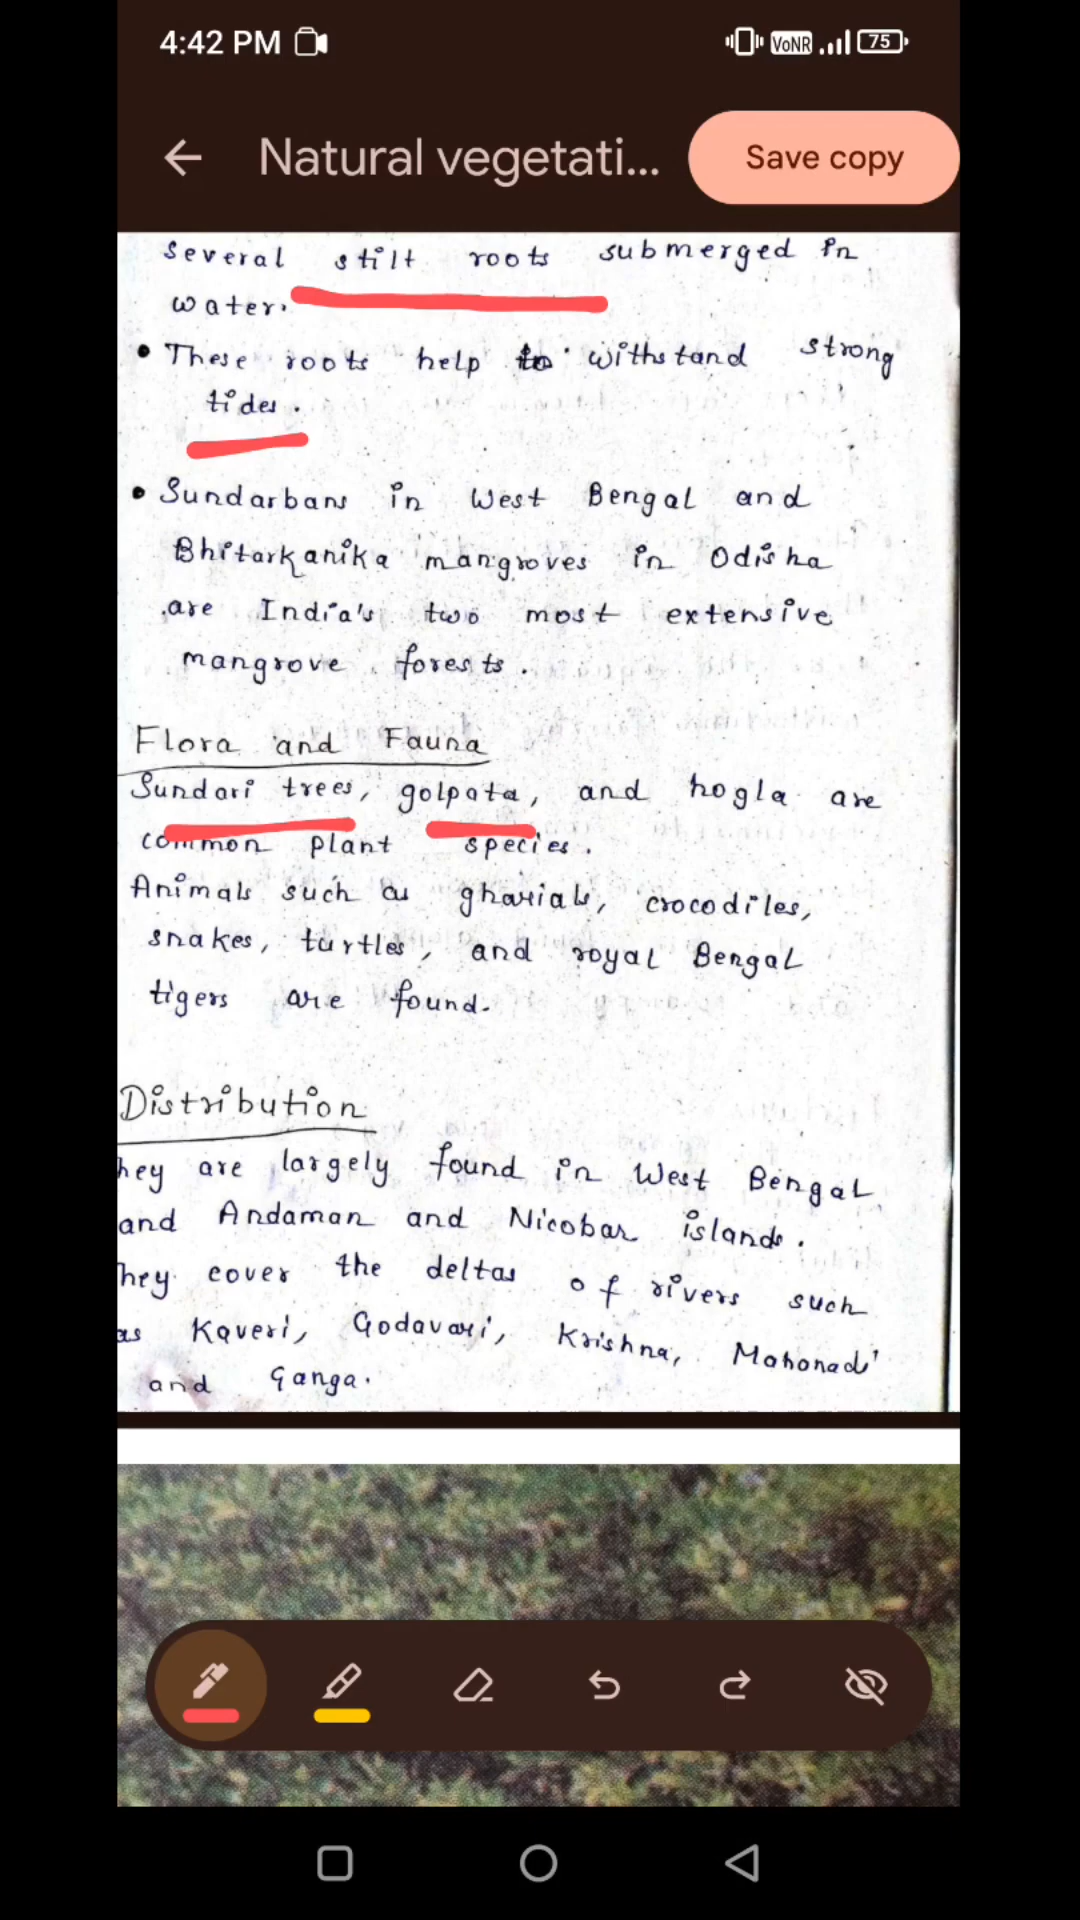 4:42 PM
VoNR
75
Natural vegetati...
Save copy
several stilt roots submerged in
water.
• These roots help to withstand strong
tides.
• Sundarbans in West Bengal and
Bhitarkanika mangroves in Odisha
are India's two most extensive
mangrove forests.
Flora and Fauna
Sundari trees, golpata, and hogla are
common plant species.
Animals such as gharials, crocodiles,
snakes, turtles, and royal Bengal
tigers are found.
Distribution
hey are largely found in West Bengal
and Andaman and Nicobar islands.
hey cover the deltas of rivers such
as Kaveri, Godavari, Krishna, Mahanadi
and Ganga.